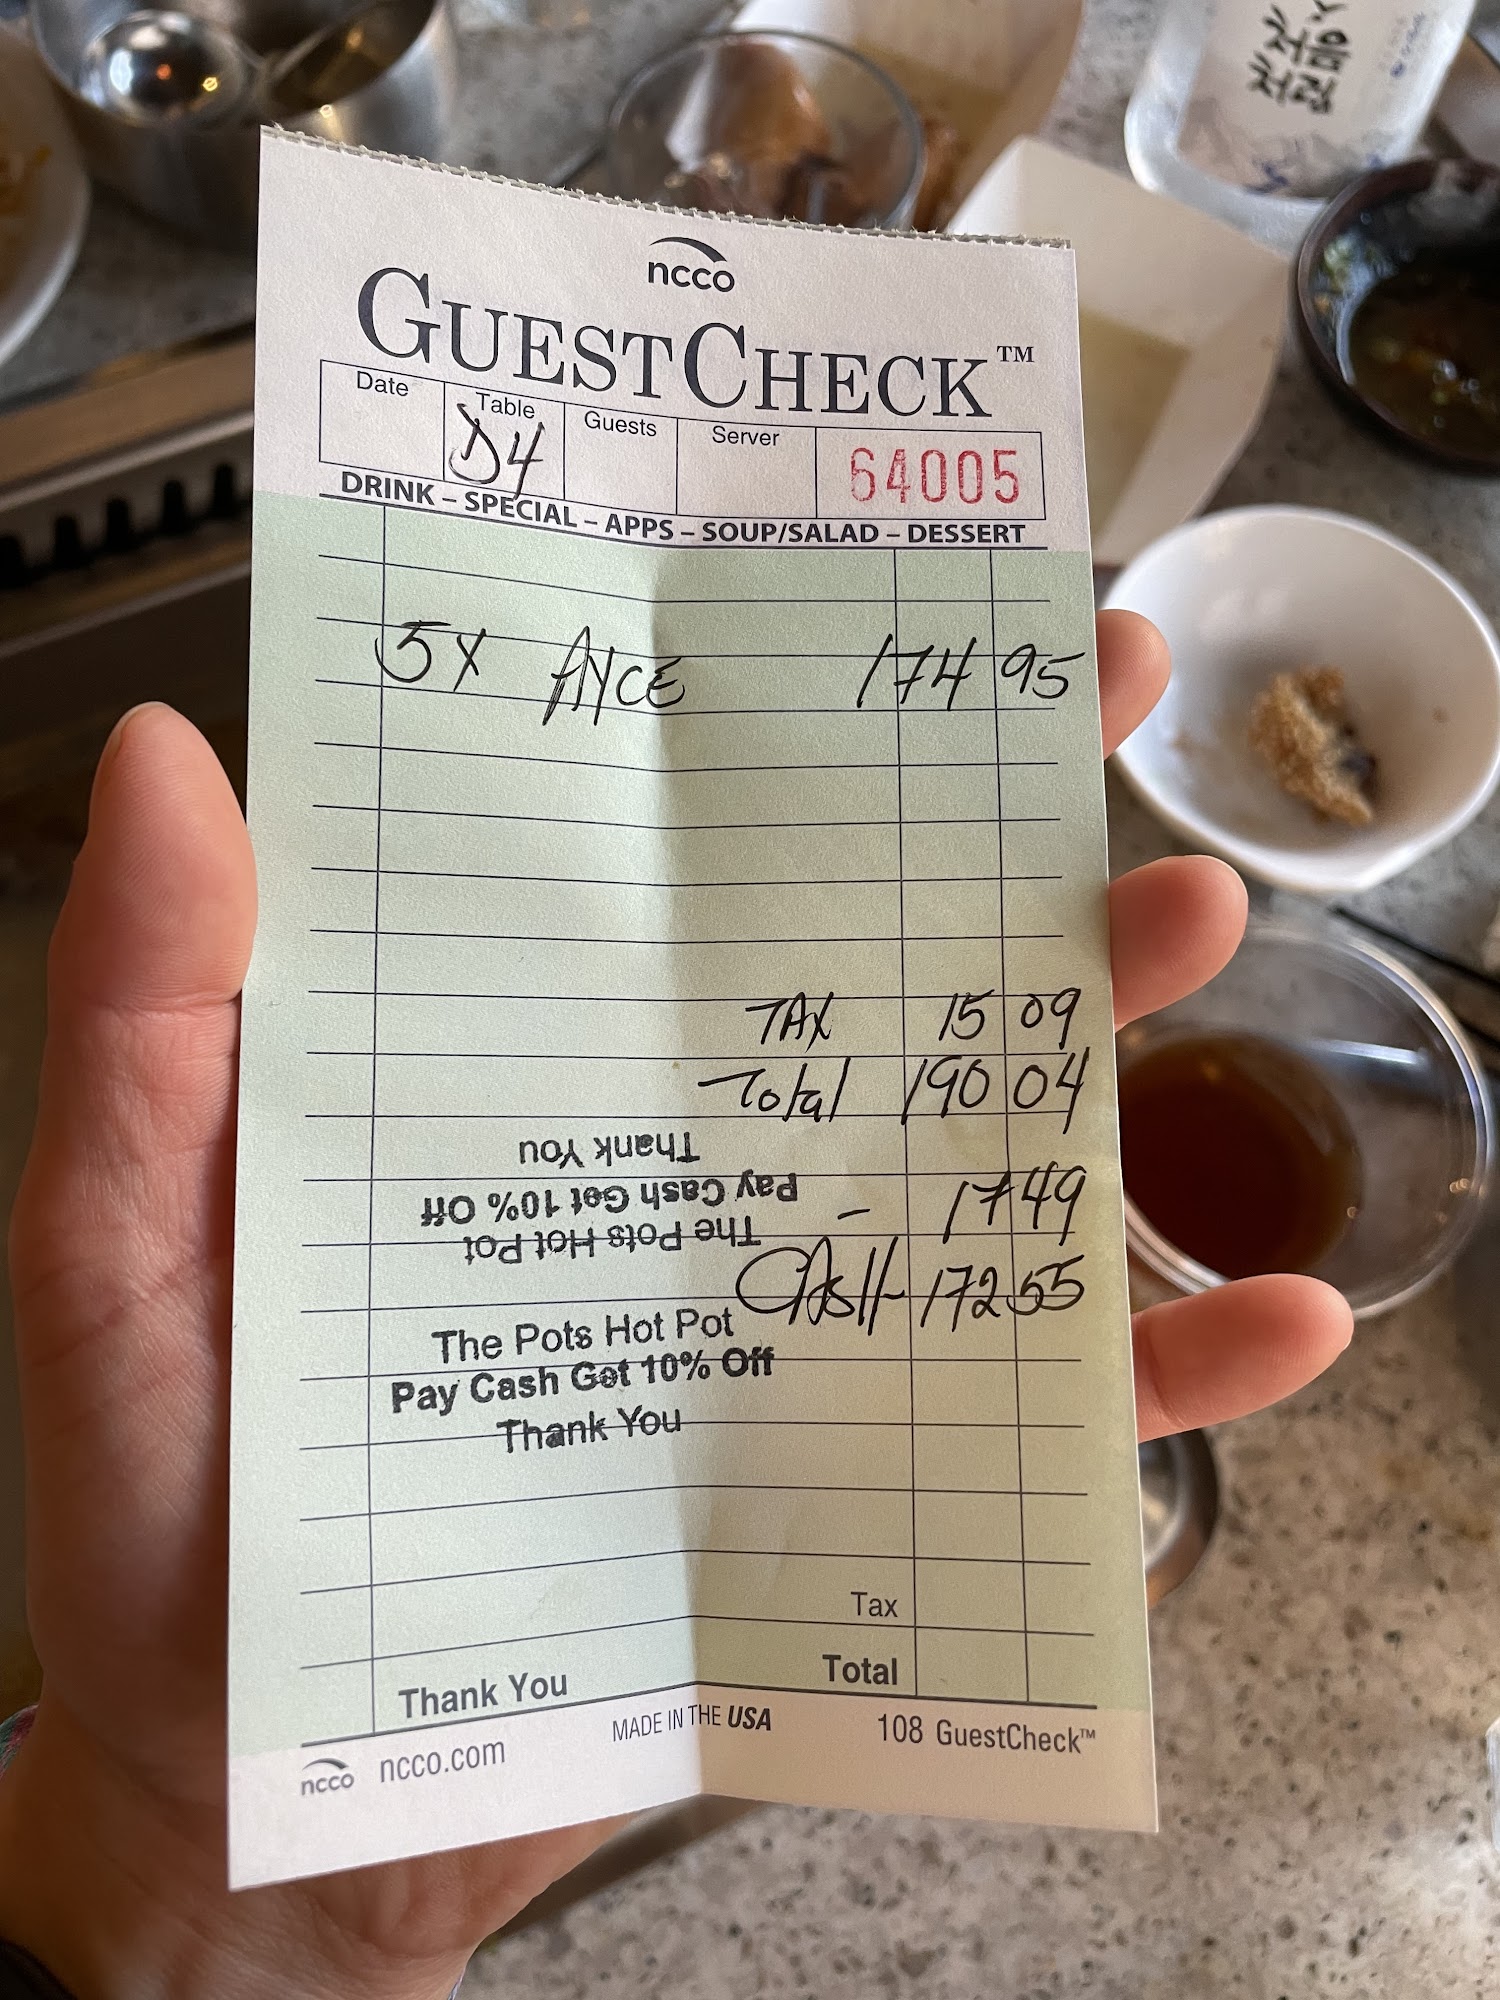 ncco
GUESTCHECK™
Date Table Guests Server
D4 64005
DRINK – SPECIAL – APPS – SOUP/SALAD – DESSERT
5X AYCE 174 95
TAX 15 09
Total 190 04
Thank You
Pay Cash Get 10% Off
The Pots Hot Pot
- 17 49
CASH 172 55
The Pots Hot Pot
Pay Cash Get 10% Off
Thank You
Tax
Thank You Total
ncco ncco.com MADE IN THE USA 108 GuestCheck™